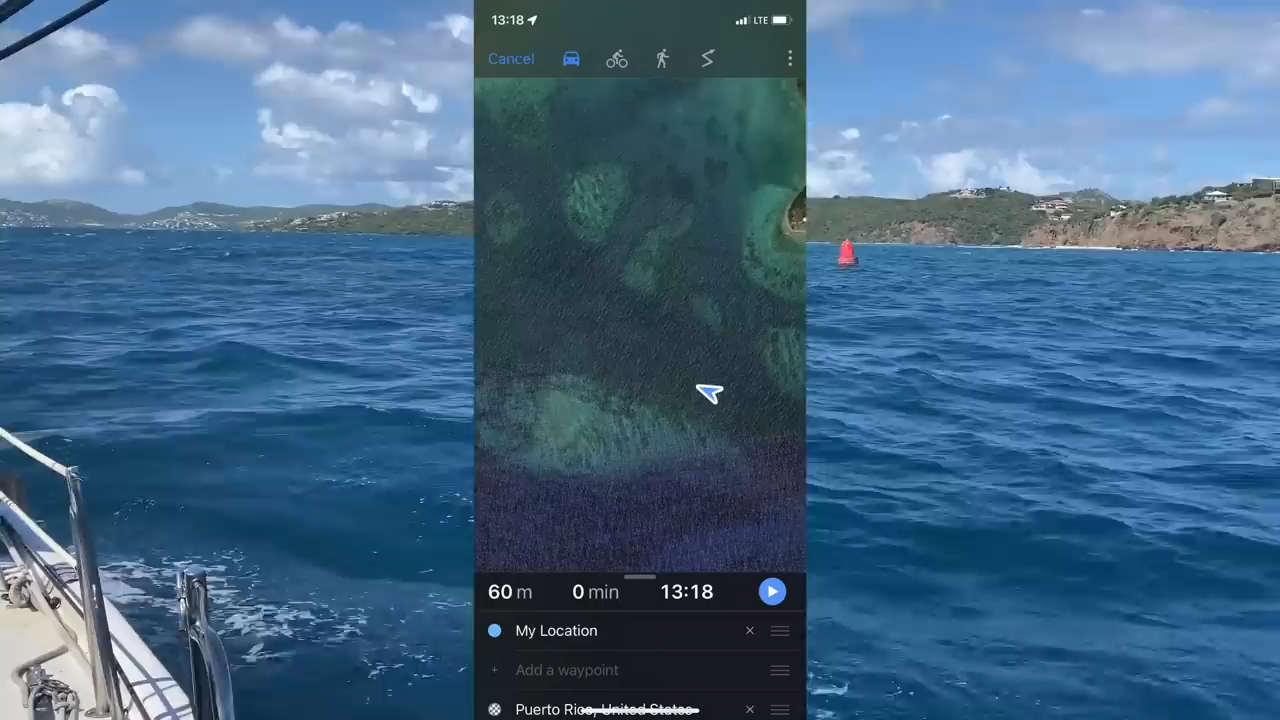 13:18 LTE
Cancel
60 m 0 min 13:18
My Location
Add a waypoint
Puerto Rico, United States